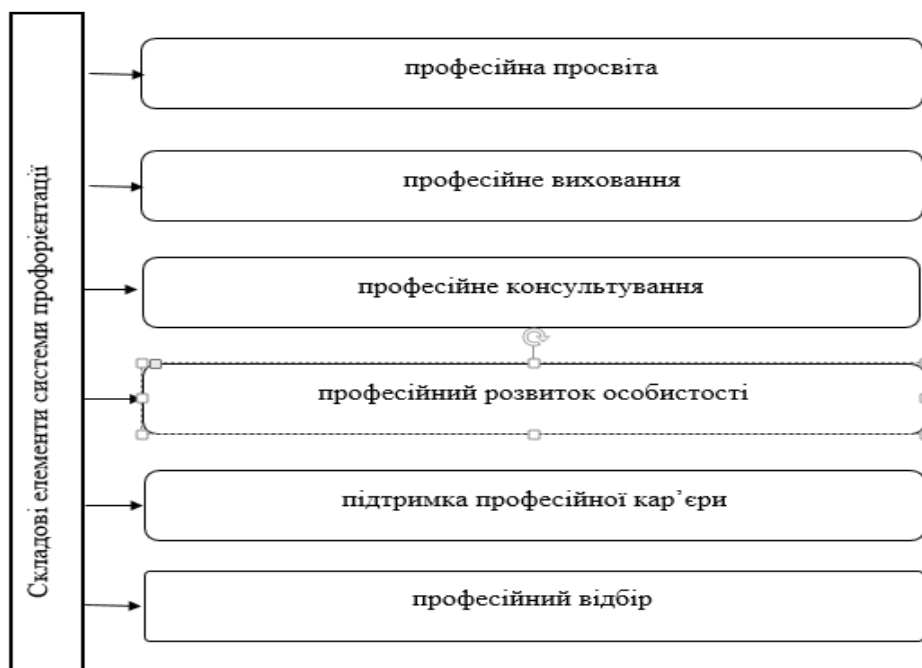 Складові елементи системи профорієнтації
професійна просвіта
професійне виховання
професійне консультування
професійний розвиток особистості
підтримка професійної кар’єри
професійний відбір